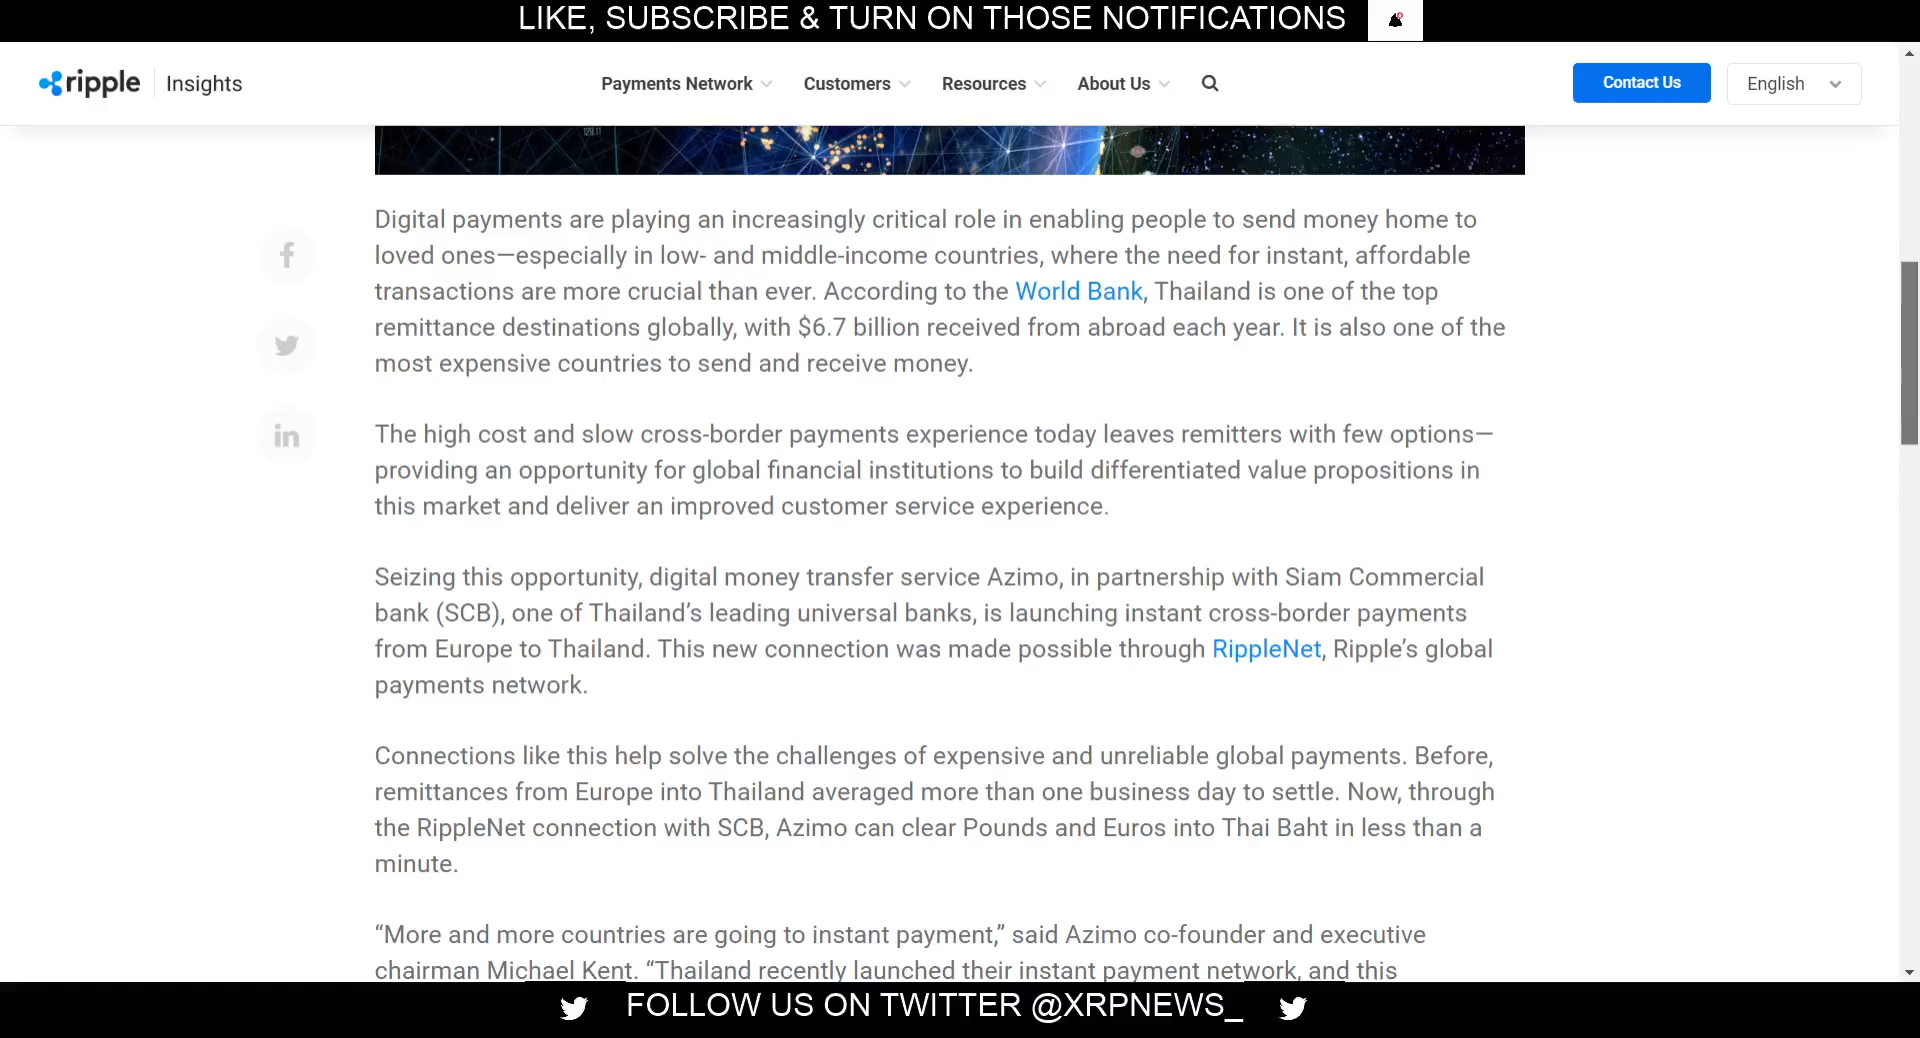 LIKE, SUBSCRIBE & TURN ON THOSE NOTIFICATIONS
ripple Insights
Payments Network Customers Resources About Us
Contact Us English
129.11
Digital payments are playing an increasingly critical role in enabling people to send money home to
loved ones—especially in low- and middle-income countries, where the need for instant, affordable
transactions are more crucial than ever. According to the World Bank, Thailand is one of the top
remittance destinations globally, with $6.7 billion received from abroad each year. It is also one of the
most expensive countries to send and receive money.
The high cost and slow cross-border payments experience today leaves remitters with few options—
providing an opportunity for global financial institutions to build differentiated value propositions in
this market and deliver an improved customer service experience.
Seizing this opportunity, digital money transfer service Azimo, in partnership with Siam Commercial
bank (SCB), one of Thailand’s leading universal banks, is launching instant cross-border payments
from Europe to Thailand. This new connection was made possible through RippleNet, Ripple’s global
payments network.
Connections like this help solve the challenges of expensive and unreliable global payments. Before,
remittances from Europe into Thailand averaged more than one business day to settle. Now, through
the RippleNet connection with SCB, Azimo can clear Pounds and Euros into Thai Baht in less than a
minute.
“More and more countries are going to instant payment,” said Azimo co-founder and executive
chairman Michael Kent. “Thailand recently launched their instant payment network, and this
FOLLOW US ON TWITTER @XRPNEWS_